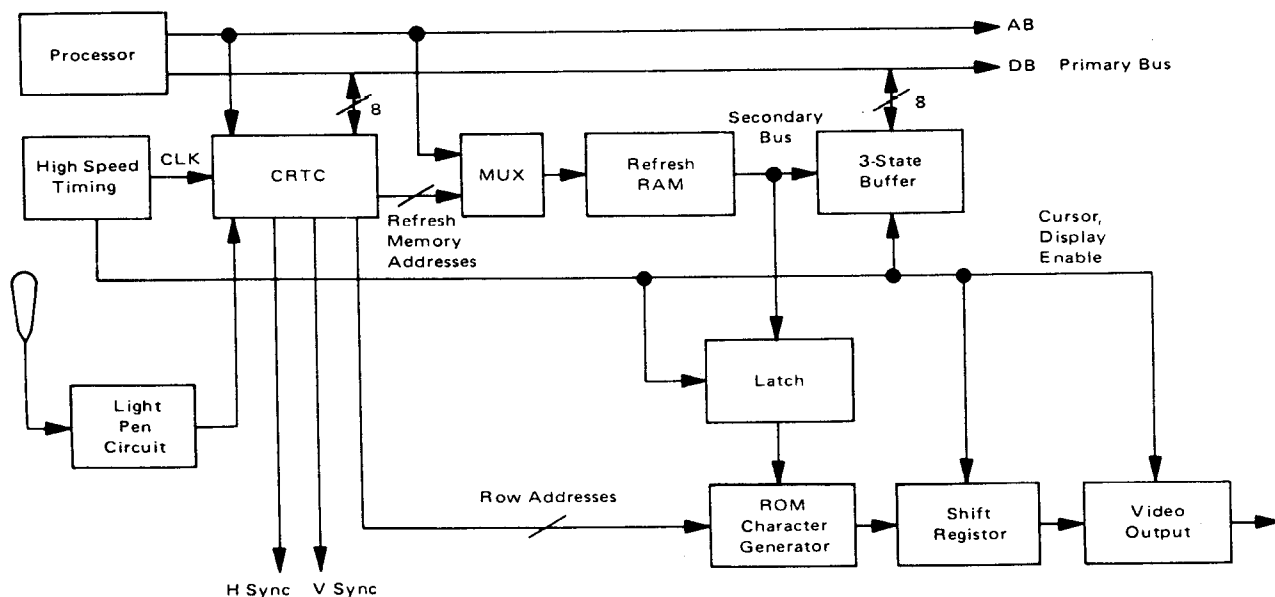 AB
Processor
DB Primary Bus
8
8
Secondary
Bus
High Speed
Timing
CLK
CRTC
MUX
Refresh
RAM
3-State
Buffer
Refresh
Memory
Addresses
Cursor,
Display
Enable
Latch
Light
Pen
Circuit
Row Addresses
ROM
Character
Generator
Shift
Registor
Video
Output
H Sync V Sync